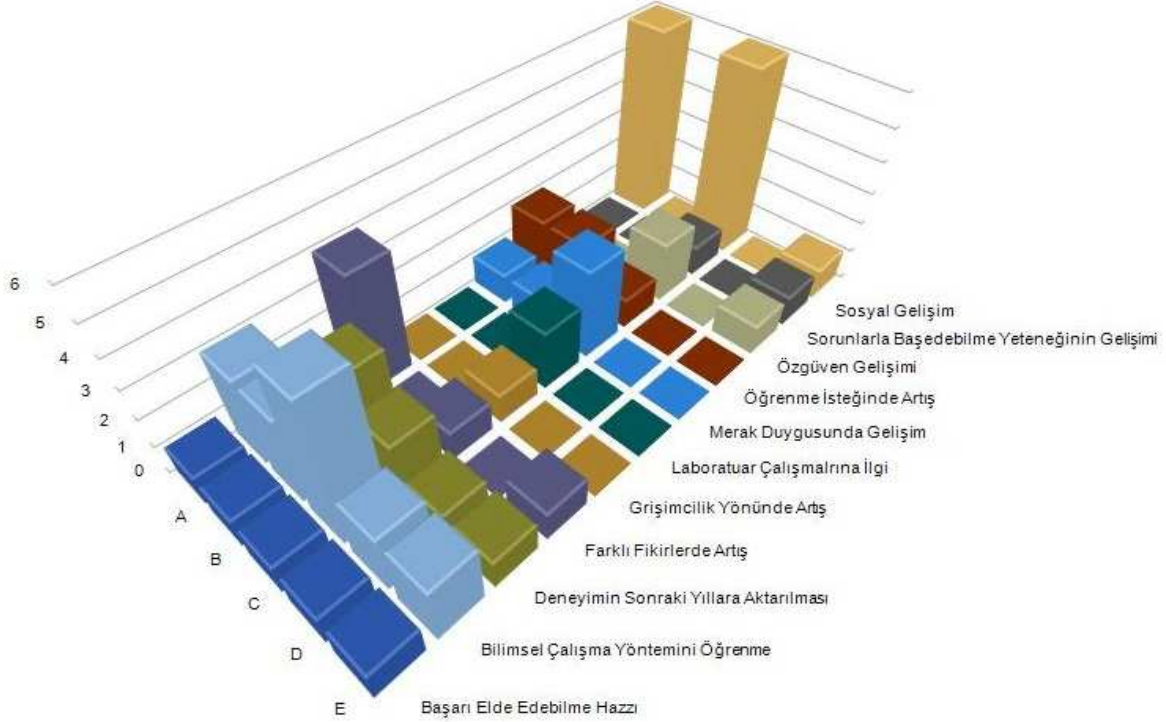 6
5
4
3
2
1
0
A
B
C
D
E
Sosyal Gelişim
Sorunlarla Başedebilme Yeteneğinin Gelişimi
Özgüven Gelişimi
Öğrenme İsteğinde Artış
Merak Duygusunda Gelişim
Laboratuar Çalışmalrına İlgi
Grişimcilik Yönünde Artış
Farklı Fikirlerde Artış
Deneyimin Sonraki Yıllara Aktarılması
Bilimsel Çalışma Yöntemini Öğrenme
Başarı Elde Edebilme Hazzı